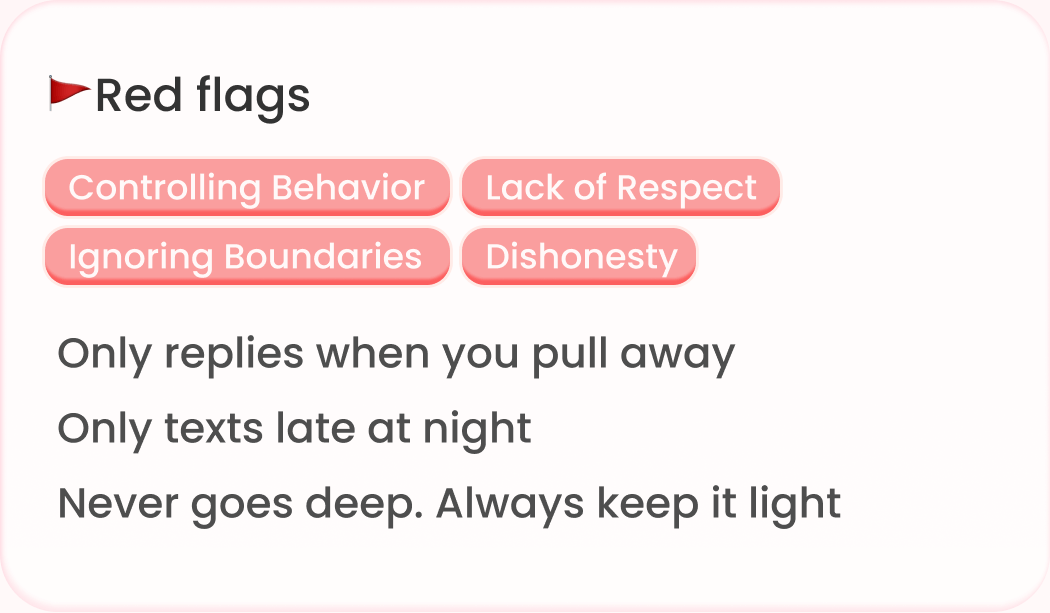 Red flags
Controlling Behavior Lack of Respect
Ignoring Boundaries Dishonesty
Only replies when you pull away
Only texts late at night
Never goes deep. Always keep it light